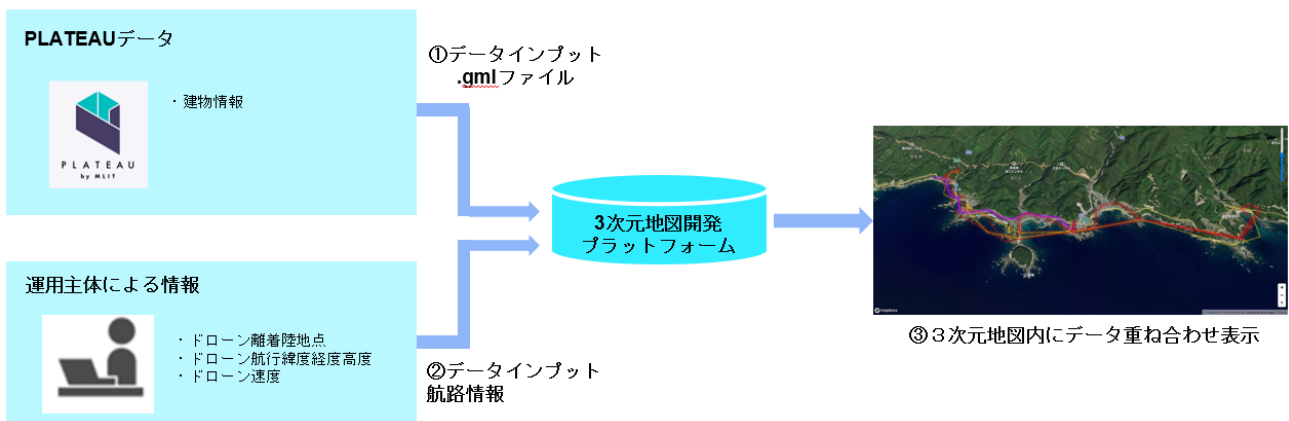 PLATEAUデータ
・建物情報
PLATEAU
by MLIT
①データインプット
.gmlファイル
運用主体による情報
・ドローン離着陸地点
・ドローン航行緯度経度高度
・ドローン速度
②データインプット
航路情報
3次元地図開発
プラットフォーム
mapbox
③３次元地図内にデータ重ね合わせ表示